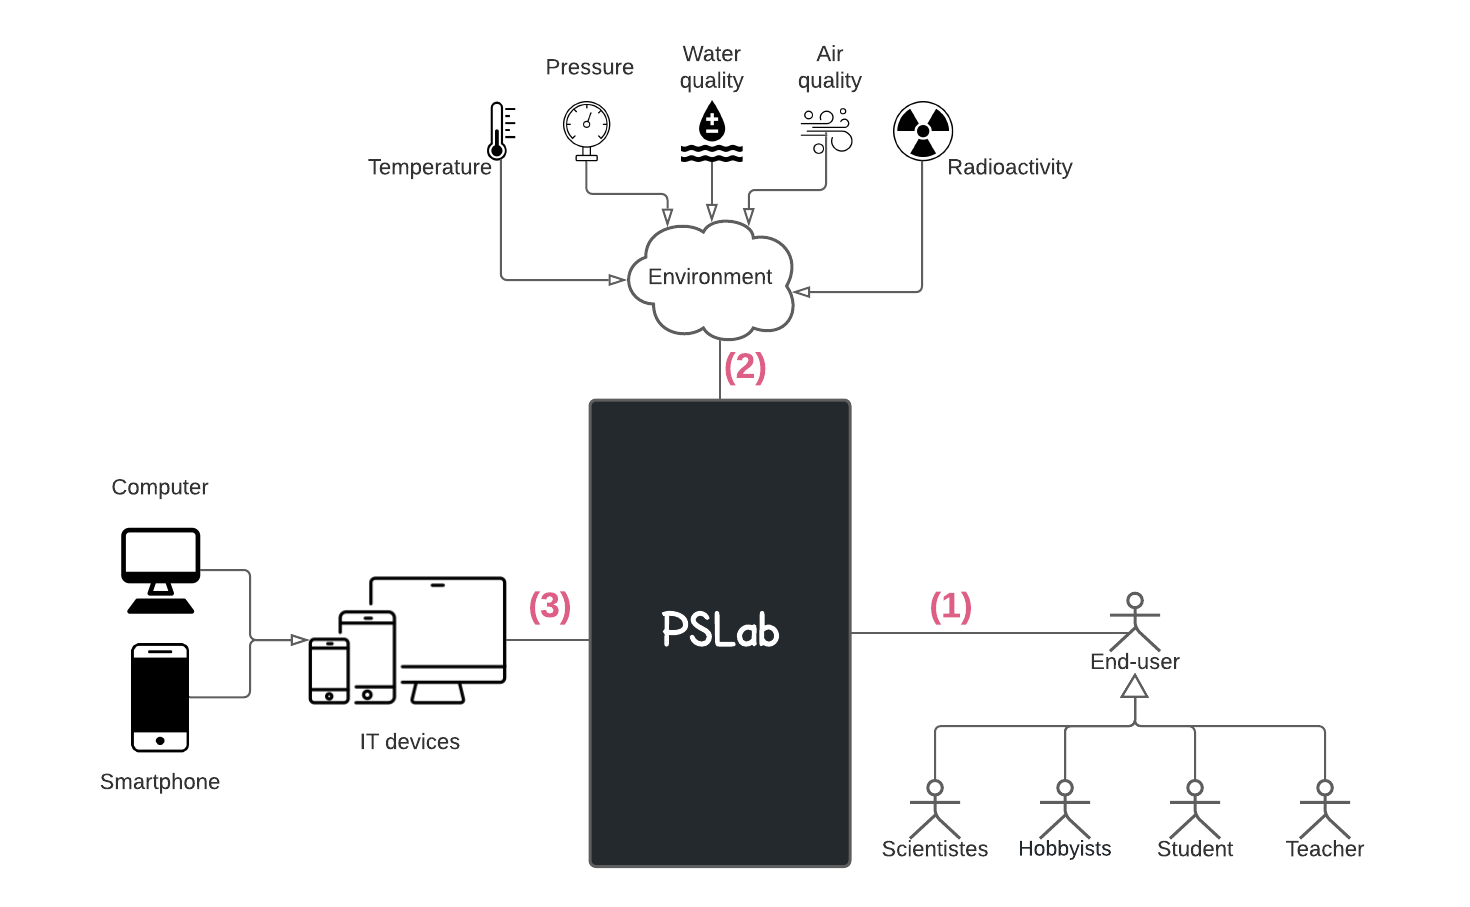 Water
Air
Pressure
quality
quality
Temperature
Radioactivity
Environment
(2)
Computer
(3)
(1)
PSLab
End-user
IT devices
Smartphone
Scientistes
Hobbyists
Student
Teacher